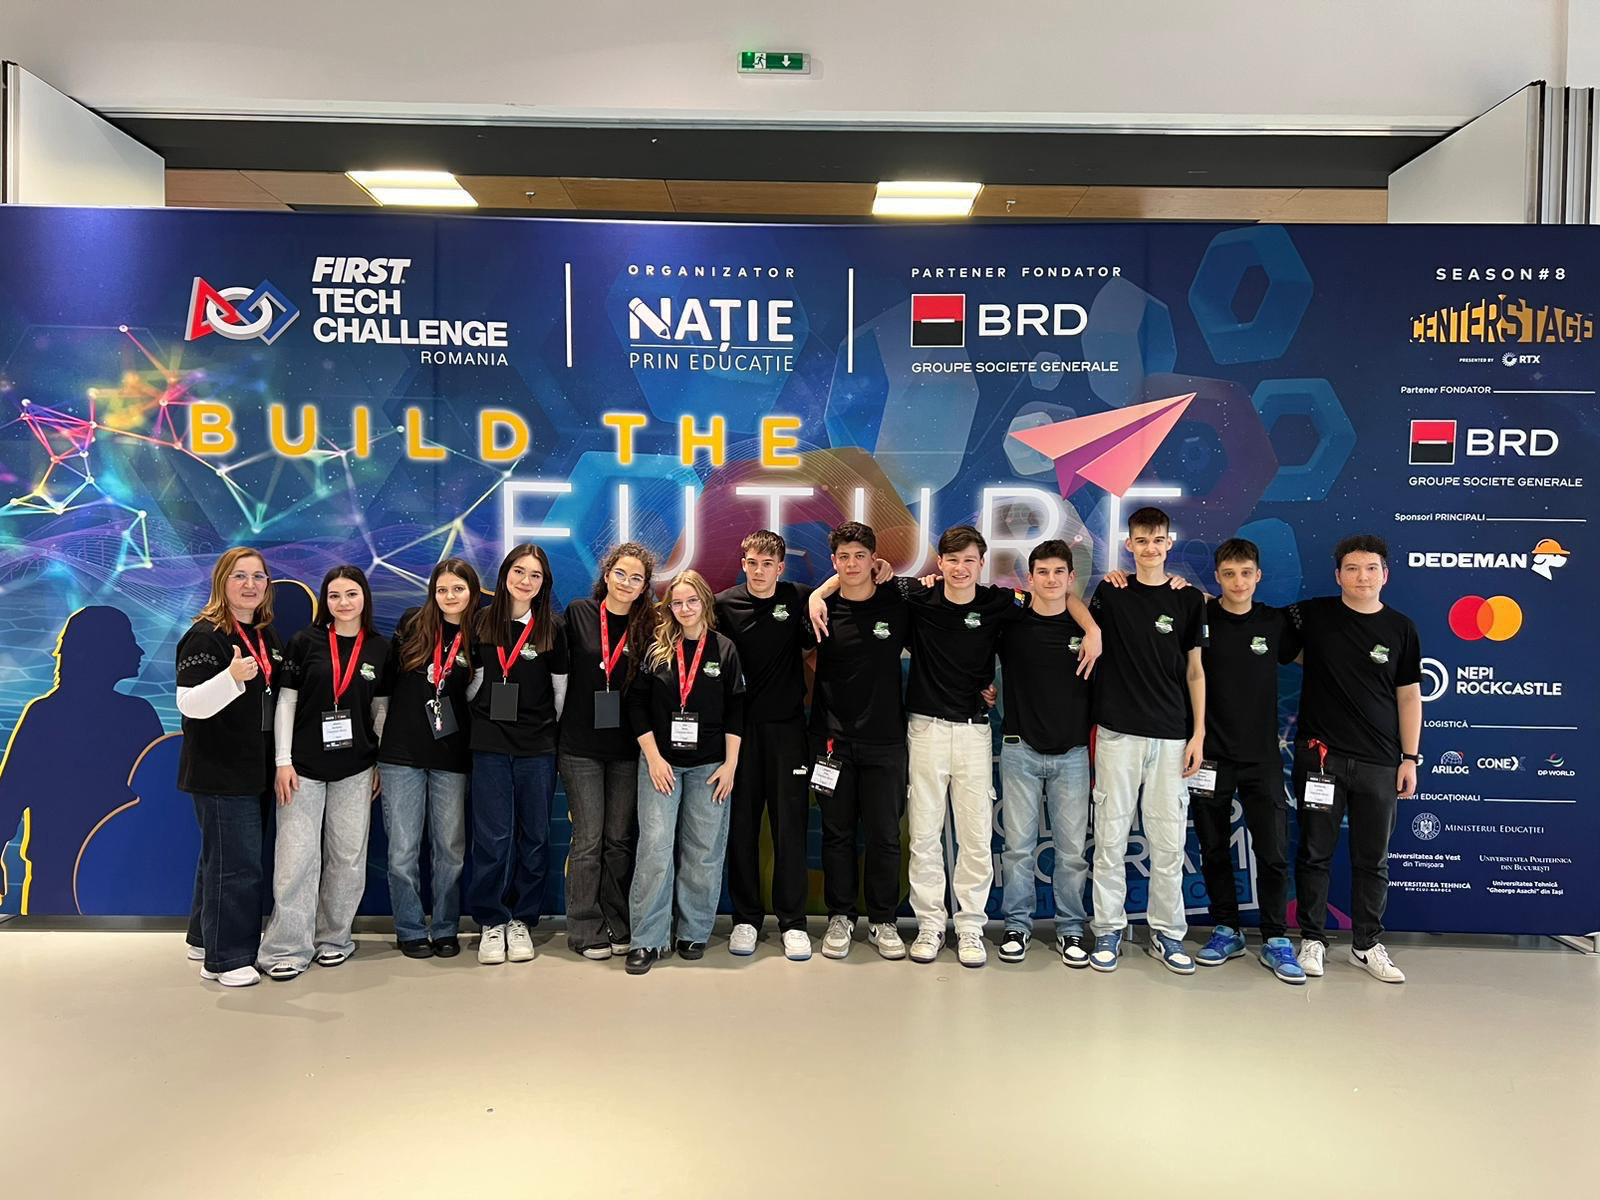 FIRST
TECH
CHALLENGE
ROMANIA
ORGANIZATOR
NAȚIE
PRIN EDUCAȚIE
PARTENER FONDATOR
BRD
GROUPE SOCIETE GENERALE
BUILD THE
FUTURE
SEASON#8
CENTERSTAGE
PRESENTED BY RTX
Partener FONDATOR
BRD
GROUPE SOCIETE GENERALE
Sponsori PRINCIPALI
DEDEMAN
NEPI
ROCKCASTLE
LOGISTICĂ
ARILOG
CONEX
DP WORLD
EDUCAȚIONALI
MINISTERUL EDUCAȚIEI
Universitatea de Vest
din Timișoara
UNIVERSITATEA POLITEHNICA
DIN BUCUREȘTI
UNIVERSITATEA TEHNICĂ
DIN CLUJ-NAPOCA
Universitatea Tehnică
"Gheorge Asachi" din Iași
PUMA